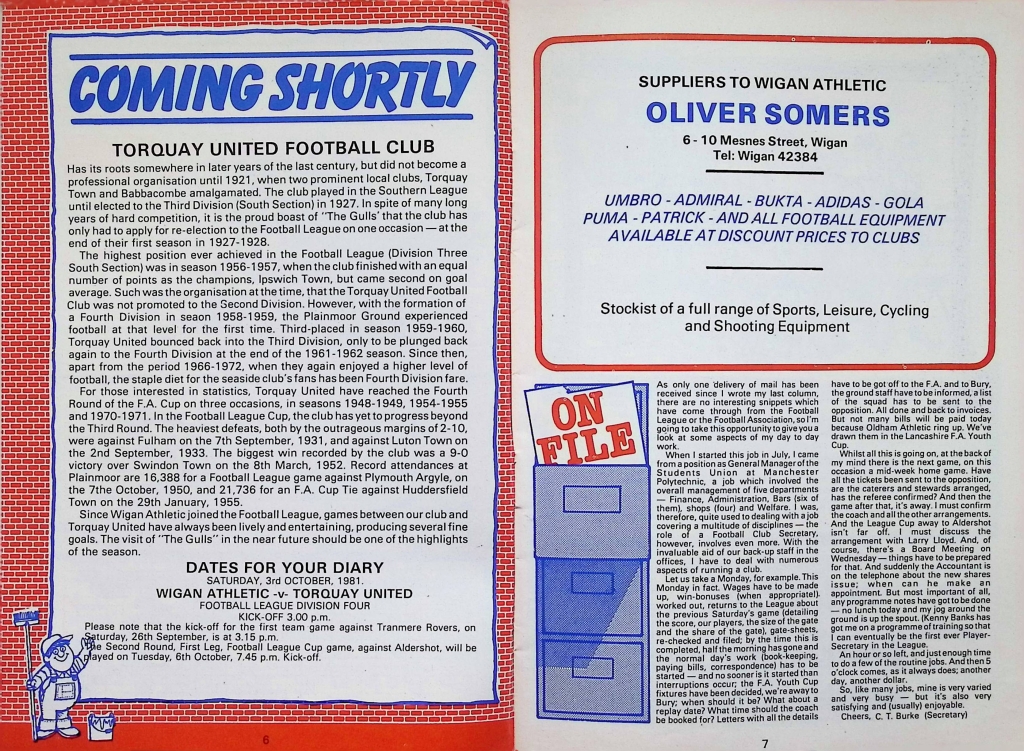 COMING SHORTLY
TORQUAY UNITED FOOTBALL CLUB
Has its roots somewhere in later years of the last century, but did not become a
professional organisation until 1921, when two prominent local clubs, Torquay
Town and Babbacombe amalgamated. The club played in the Southern League
until elected to the Third Division (South Section) in 1927. In spite of many long
years of hard competition, it is the proud boast of "The Gulls' that the club has
only had to apply for re-election to the Football League on one occasion — at the
end of their first season in 1927-1928.
The highest position ever achieved in the Football League (Division Three
South Section) was in season 1956-1957, when the club finished with an equal
number of points as the champions, Ipswich Town, but came second on goal
average. Such was the organisation at the time, that the Torquay United Football
Club was not promoted to the Second Division. However, with the formation of
a Fourth Division in seaon 1958-1959, the Plainmoor Ground experienced
football at that level for the first time. Third-placed in season 1959-1960,
Torquay United bounced back into the Third Division, only to be plunged back
again to the Fourth Division at the end of the 1961-1962 season. Since then,
apart from the period 1966-1972, when they again enjoyed a higher level of
football, the staple diet for the seaside club's fans has been Fourth Division fare.
For those interested in statistics, Torquay United have reached the Fourth
Round of the F.A. Cup on three occasions, in seasons 1948-1949, 1954-1955
and 1970-1971. In the Football League Cup, the club has yet to progress beyond
the Third Round. The heaviest defeats, both by the outrageous margins of 2-10,
were against Fulham on the 7th September, 1931, and against Luton Town on
the 2nd September, 1933. The biggest win recorded by the club was a 9-0
victory over Swindon Town on the 8th March, 1952. Record attendances at
Plainmoor are 16,388 for a Football League game against Plymouth Argyle, on
the 7th October, 1950, and 21,736 for an F.A. Cup Tie against Huddersfield
Town on the 29th January, 1955.
Since Wigan Athletic joined the Football League, games between our club and
Torquay United have always been lively and entertaining, producing several fine
goals. The visit of "The Gulls" in the near future should be one of the highlights
of the season.
DATES FOR YOUR DIARY
SATURDAY, 3rd OCTOBER, 1981.
WIGAN ATHLETIC -v- TORQUAY UNITED
FOOTBALL LEAGUE DIVISION FOUR
KICK-OFF 3.00 p.m.
Please note that the kick-off for the first team game against Tranmere Rovers, on
Saturday, 26th September, is at 3.15 p.m.
The Second Round, First Leg, Football League Cup game, against Aldershot, will be
played on Tuesday, 6th October, 7.45 p.m. Kick-off.
6
SUPPLIERS TO WIGAN ATHLETIC
OLIVER SOMERS
6 - 10 Mesnes Street, Wigan
Tel: Wigan 42384
UMBRO - ADMIRAL - BUKTA - ADIDAS - GOLA
PUMA - PATRICK - AND ALL FOOTBALL EQUIPMENT
AVAILABLE AT DISCOUNT PRICES TO CLUBS
Stockist of a full range of Sports, Leisure, Cycling
and Shooting Equipment
ON
FILE
As only one delivery of mail has been
received since I wrote my last column,
there are no interesting snippets which
have come through from the Football
League or the Football Association, so I'm
going to take this opportunity to give you a
look at some aspects of my day to day
work.
When I started this job in July, I came
from a position as General Manager of the
Students Union at Manchester
Polytechnic, a job which involved the
overall management of five departments
— Finance, Administration, Bars (six of
them), shops (four) and Welfare. I was,
therefore, quite used to dealing with a job
covering a multitude of disciplines — the
role of a Football Club Secretary,
however, involves even more. With the
invaluable aid of our back-up staff in the
offices, I have to deal with numerous
aspects of running a club.
Let us take a Monday, for example. This
Monday in fact. Wages have to be made
up, win-bonuses (when appropriate!)
worked out, returns to the League about
the previous Saturday's game (detailing
the score, our players, the size of the gate
and the share of the gate), gate-sheets,
re-checked and filed; by the time this is
completed, half the morning has gone and
the normal day's work (book-keeping,
paying bills, correspondence) has to be
started — and no sooner is it started than
interruptions occur; the F.A. Youth Cup
fixtures have been decided, we're away to
Bury; when should it be? What about a
replay date? What time should the coach
be booked for? Letters with all the details
have to be got off to the F.A. and to Bury,
the ground staff have to be informed, a list
of the squad has to be sent to the
opposition. All done and back to invoices.
But not many bills will be paid today
because Oldham Athletic ring up. We've
drawn them in the Lancashire F.A. Youth
Cup.
Whilst all this is going on, at the back of
my mind there is the next game, on this
occasion a mid-week home game. Have
all the tickets been sent to the opposition,
are the caterers and stewards arranged,
has the referee confirmed? And then the
game after that, it's away. I must confirm
the coach and all the other arrangements.
And the League Cup away to Aldershot
isn't far off. I must discuss the
arrangement with Larry Lloyd. And, of
course, there's a Board Meeting on
Wednesday — things have to be prepared
for that. And suddenly the Accountant is
on the telephone about the new shares
issue; when can he make an
appointment. But most important of all,
any programme notes have got to be done
— no lunch today and my jog around the
ground is up the spout. (Kenny Banks has
got me on a programme of training so that
I can eventually be the first ever Player-
Secretary in the League.
An hour or so left, and just enough time
to do a few of the routine jobs. And then 5
o'clock comes, as it always does; another
day, another dollar.
So, like many jobs, mine is very varied
and very busy — but it's also very
satisfying and (usually) enjoyable.
Cheers, C. T. Burke (Secretary)
7